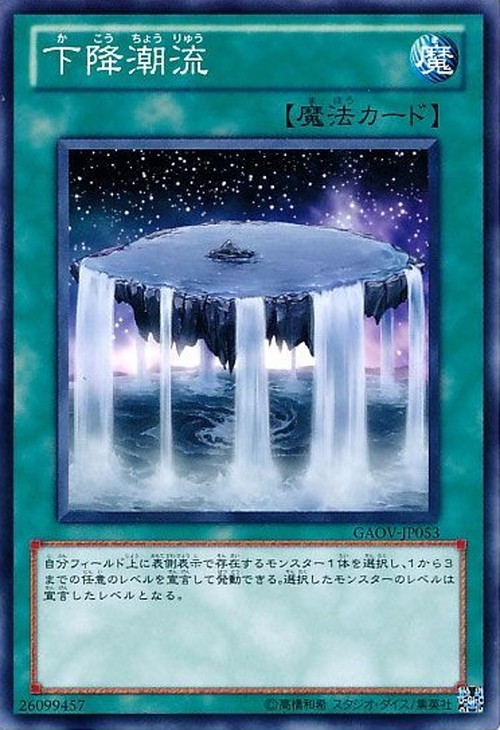 下降潮流
魔
【魔法カード】
GAOV-JP053
自分フィールド上に表側表示で存在するモンスター1体を選択し、1から3
までの任意のレベルを宣言して発動できる。選択したモンスターのレベルは
宣言したレベルとなる。
26099457
©高橋和希 スタジオ・ダイス/集英社